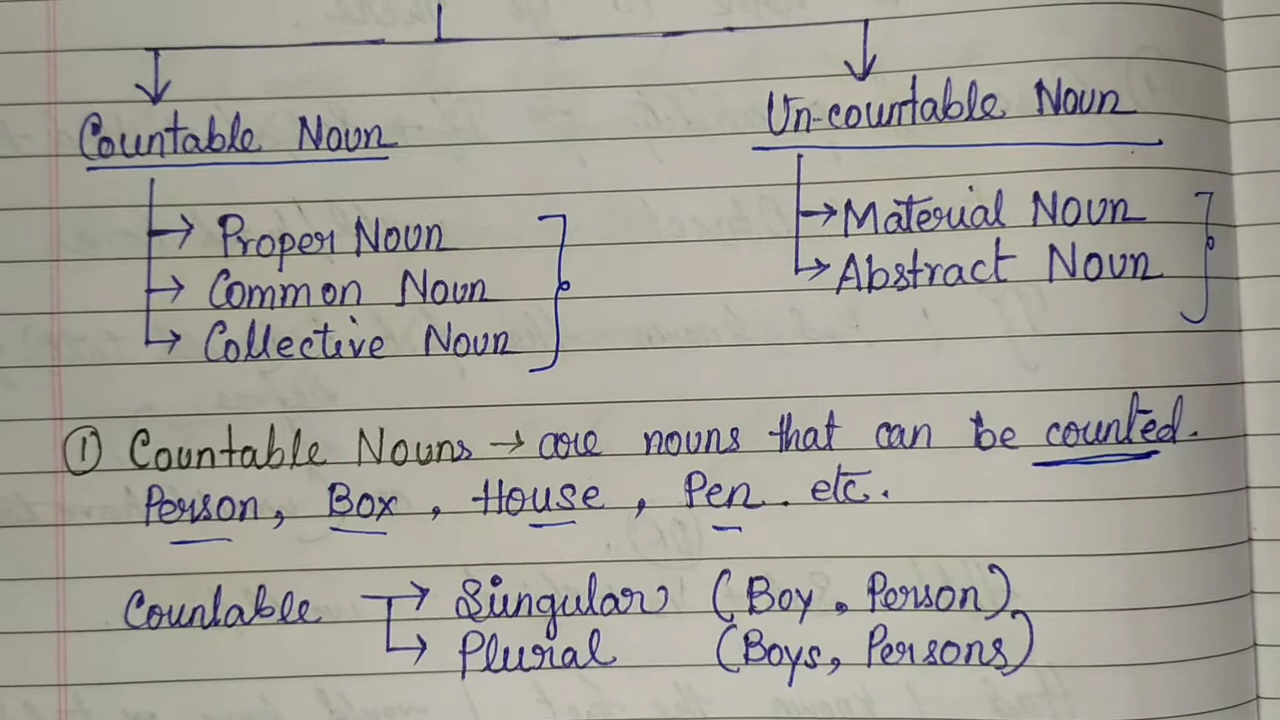 Countable Noun
Un-countable Noun
Proper Noun
Common Noun
Collective Noun
Material Noun
Abstract Noun
① Countable Nouns → are nouns that can be counted.
Person, Box, House, Pen. etc.
Countable → Singular (Boy, Person)
→ Plural (Boys, Persons)